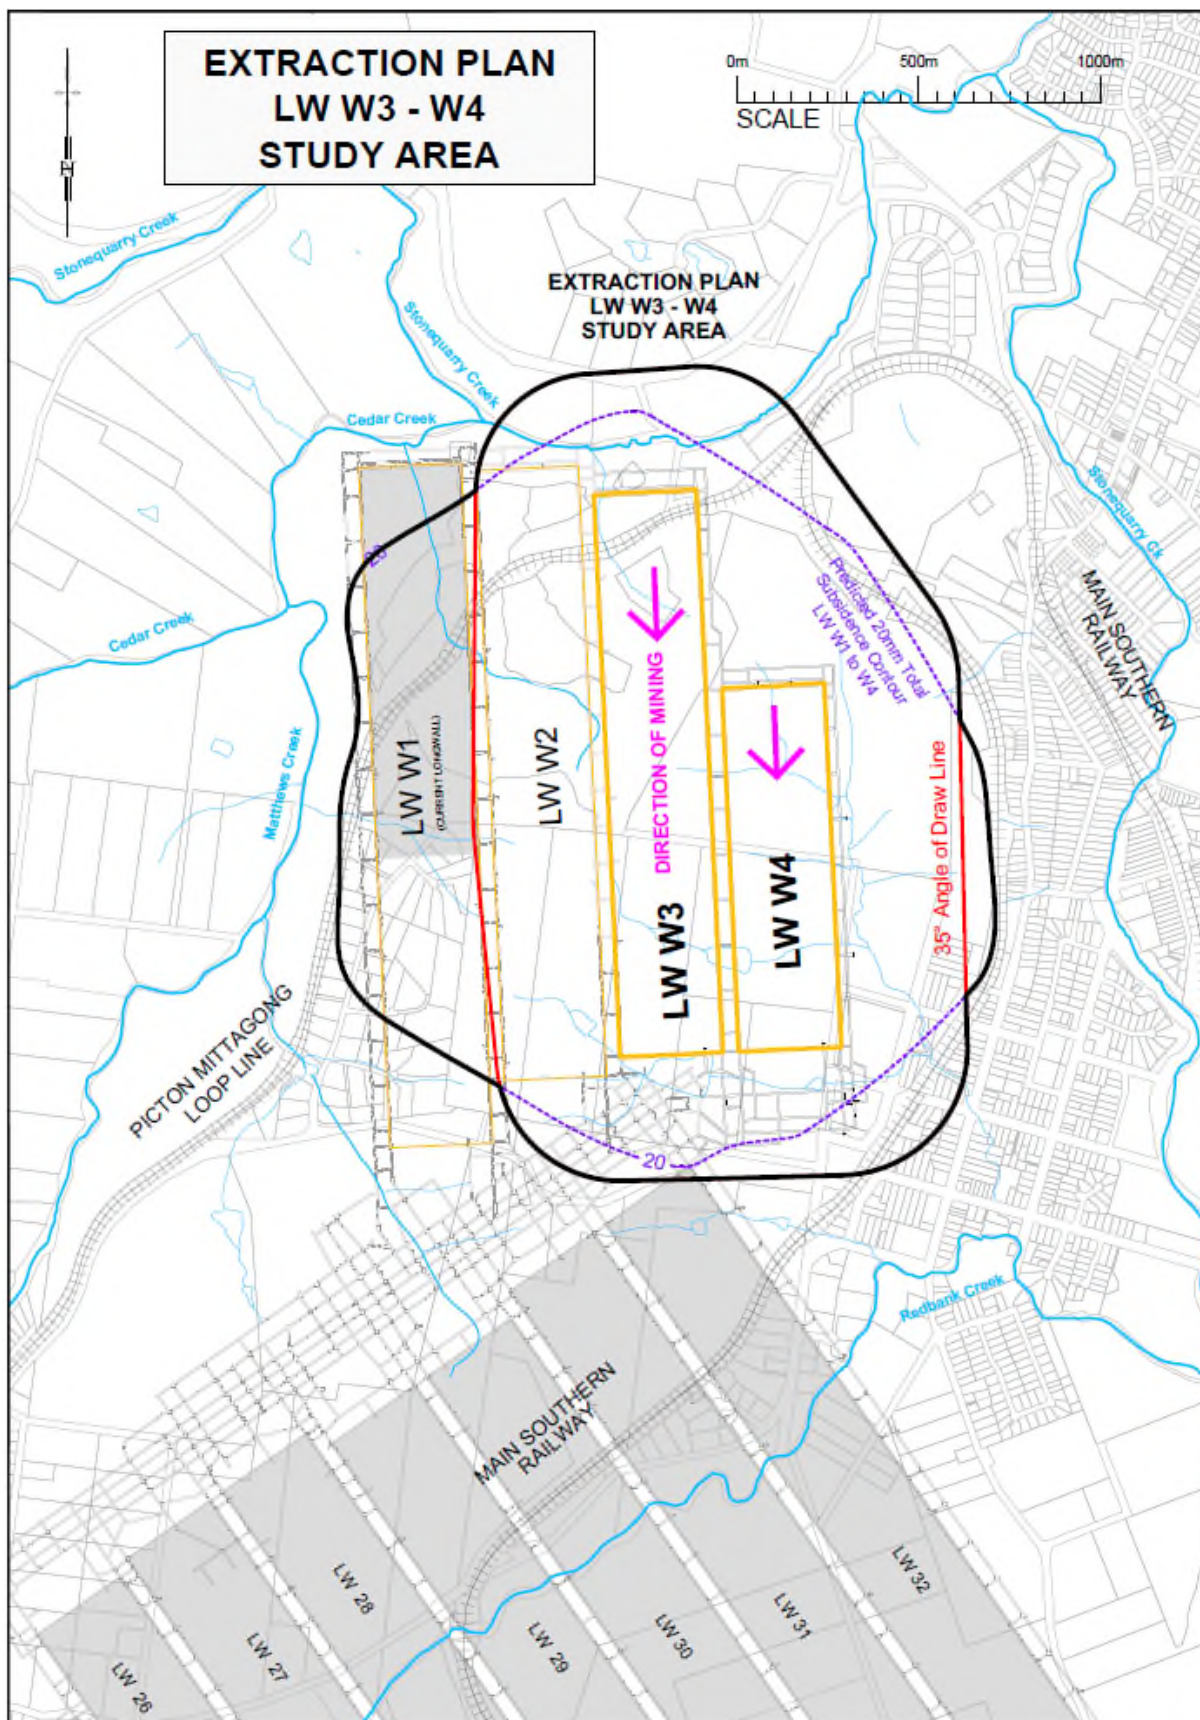 EXTRACTION PLAN
LW W3 - W4
STUDY AREA
0m 500m 1000m
SCALE
N
Stonequarry Creek
EXTRACTION PLAN
LW W3 - W4
STUDY AREA
Stonequarry Creek
Cedar Creek
Stonequarry Ck
20
Predicted 20mm Total
Subsidence Contour
LW W1 to W4
MAIN SOUTHERN
RAILWAY
Cedar Creek
Matthews Creek
LW W1
(CURRENT LONGWALL)
LW W2
DIRECTION OF MINING
LW W3
LW W4
35° Angle of Draw Line
PICTON MITTAGONG
LOOP LINE
20
Redbank Creek
MAIN SOUTHERN
RAILWAY
LW 26
LW 27
LW 28
LW 29
LW 30
LW 31
LW 32